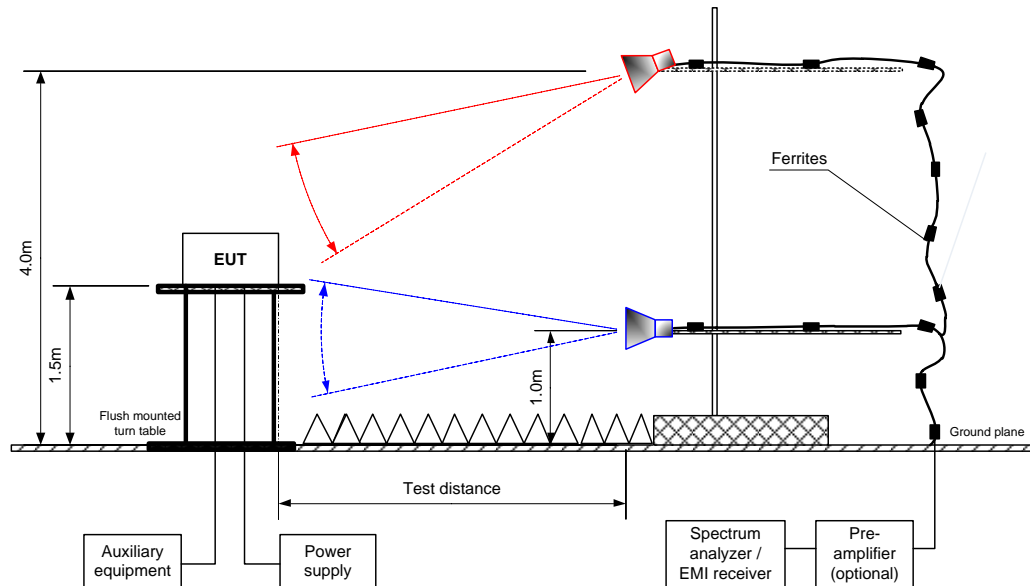 Ferrites
4.0m
EUT
1.5m
1.0m
Flush mounted
turn table
Ground plane
Test distance
Auxiliary
equipment
Power
supply
Spectrum
analyzer /
EMI receiver
Pre-
amplifier
(optional)